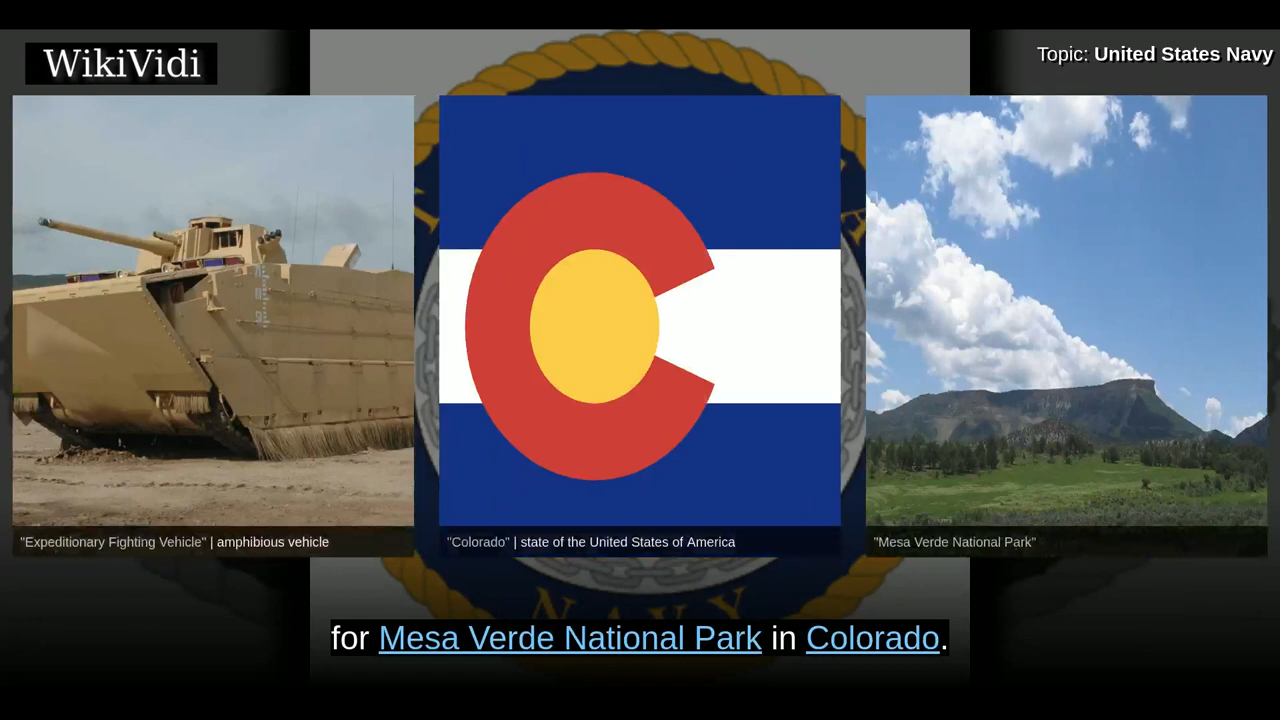 WikiVidi
Topic: United States Navy
"Expeditionary Fighting Vehicle" | amphibious vehicle
"Colorado" | state of the United States of America
"Mesa Verde National Park"
NAVY
for Mesa Verde National Park in Colorado.